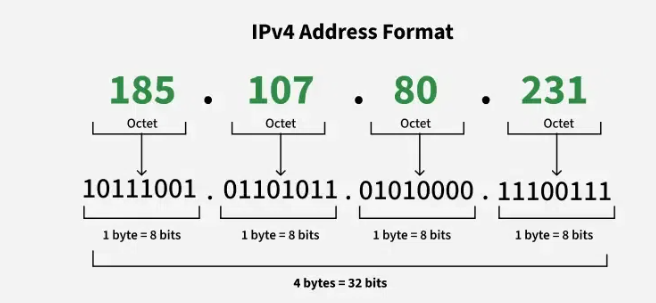 IPv4 Address Format
185 . 107 . 80 . 231
Octet Octet Octet Octet
10111001 . 01101011 . 01010000 . 11100111
1 byte = 8 bits 1 byte = 8 bits 1 byte = 8 bits 1 byte = 8 bits
4 bytes = 32 bits